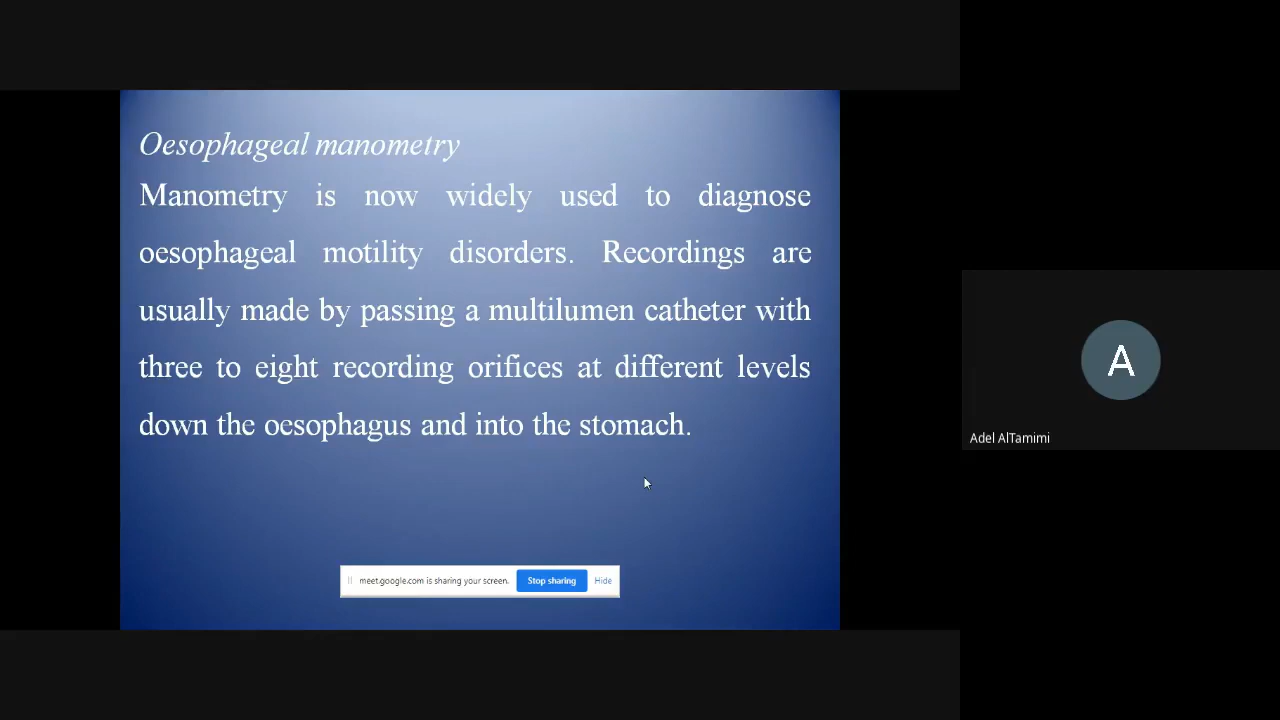 Oesophageal manometry
Manometry is now widely used to diagnose
oesophageal motility disorders. Recordings are
usually made by passing a multilumen catheter with
three to eight recording orifices at different levels
down the oesophagus and into the stomach.
meet.google.com is sharing your screen. Stop sharing Hide
A
Adel AlTamimi